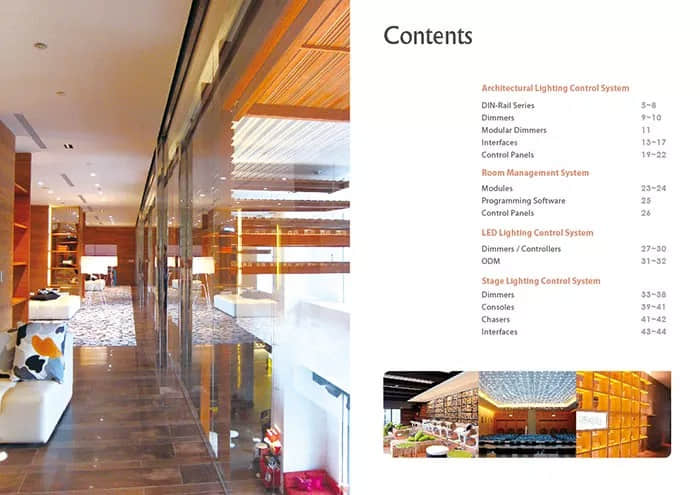 Contents
Architectural Lighting Control System
DIN-Rail Series 5~8
Dimmers 9~10
Modular Dimmers 11
Interfaces 13~17
Control Panels 19~22
Room Management System
Modules 23~24
Programming Software 25
Control Panels 26
LED Lighting Control System
Dimmers / Controllers 27~30
ODM 31~32
Stage Lighting Control System
Dimmers 33~38
Consoles 39~41
Chasers 41~42
Interfaces 43~44